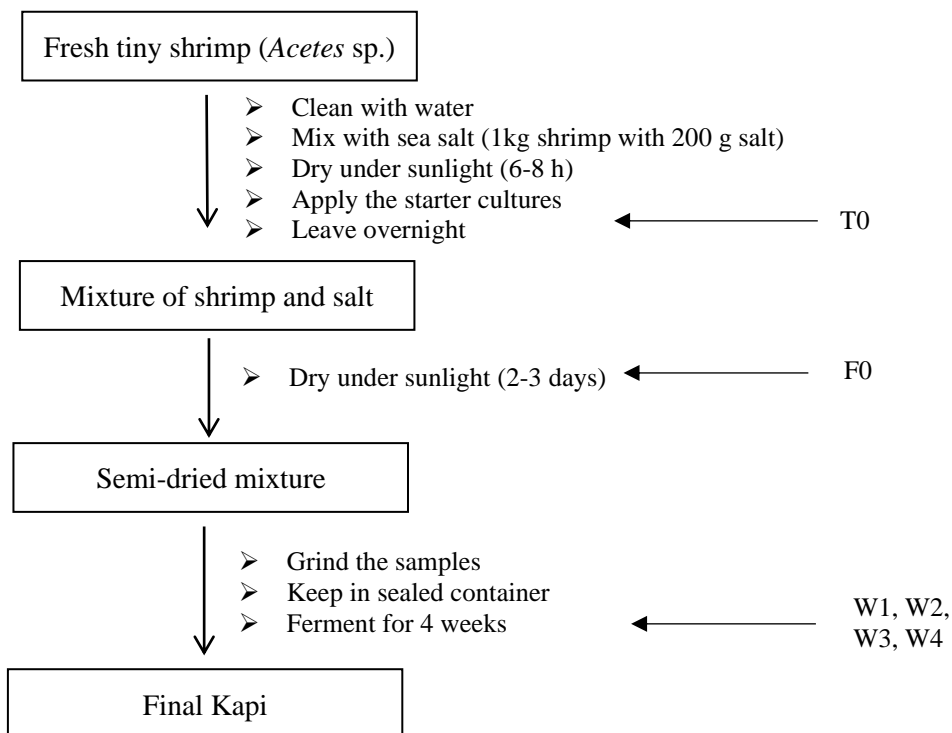 Fresh tiny shrimp (Acetes sp.)
➢ Clean with water
➢ Mix with sea salt (1kg shrimp with 200 g salt)
➢ Dry under sunlight (6-8 h)
➢ Apply the starter cultures
➢ Leave overnight
T0
Mixture of shrimp and salt
➢ Dry under sunlight (2-3 days)
F0
Semi-dried mixture
➢ Grind the samples
➢ Keep in sealed container
➢ Ferment for 4 weeks
W1, W2,
W3, W4
Final Kapi